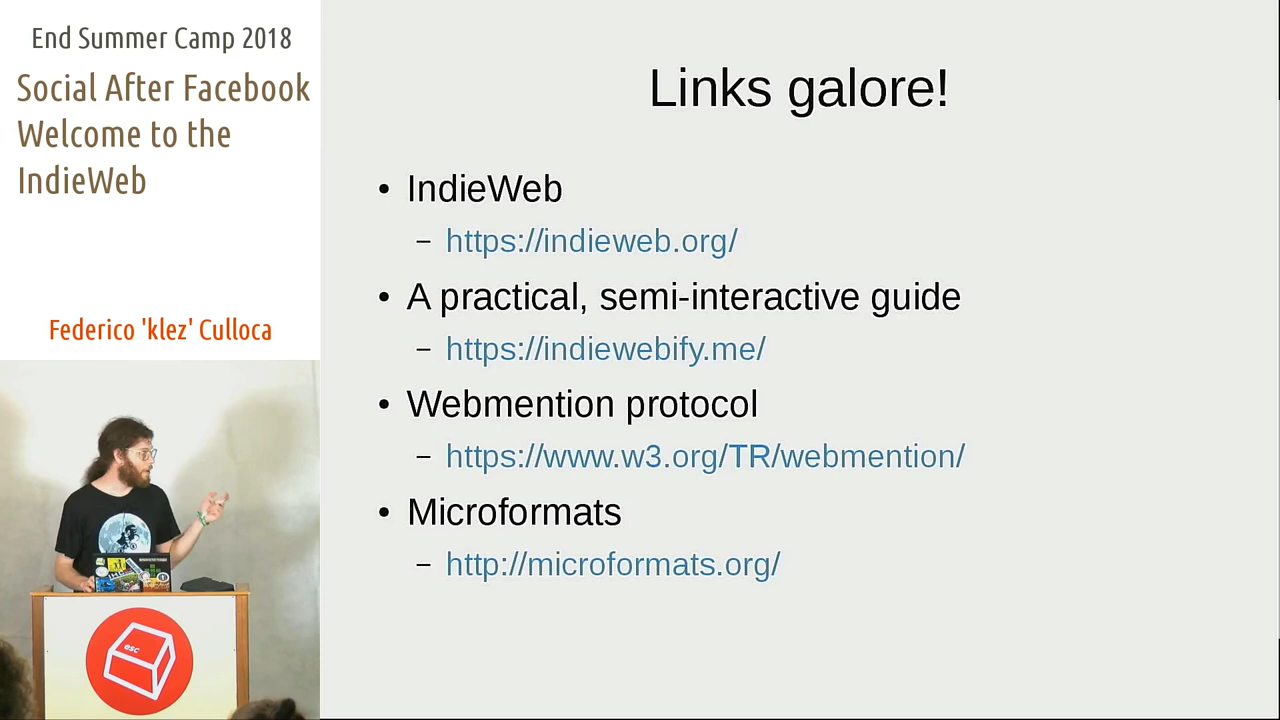 End Summer Camp 2018
Social After Facebook
Welcome to the
IndieWeb
Federico 'klez' Culloca
esc
Links galore!
• IndieWeb
– https://indieweb.org/
• A practical, semi-interactive guide
– https://indiewebify.me/
• Webmention protocol
– https://www.w3.org/TR/webmention/
• Microformats
– http://microformats.org/